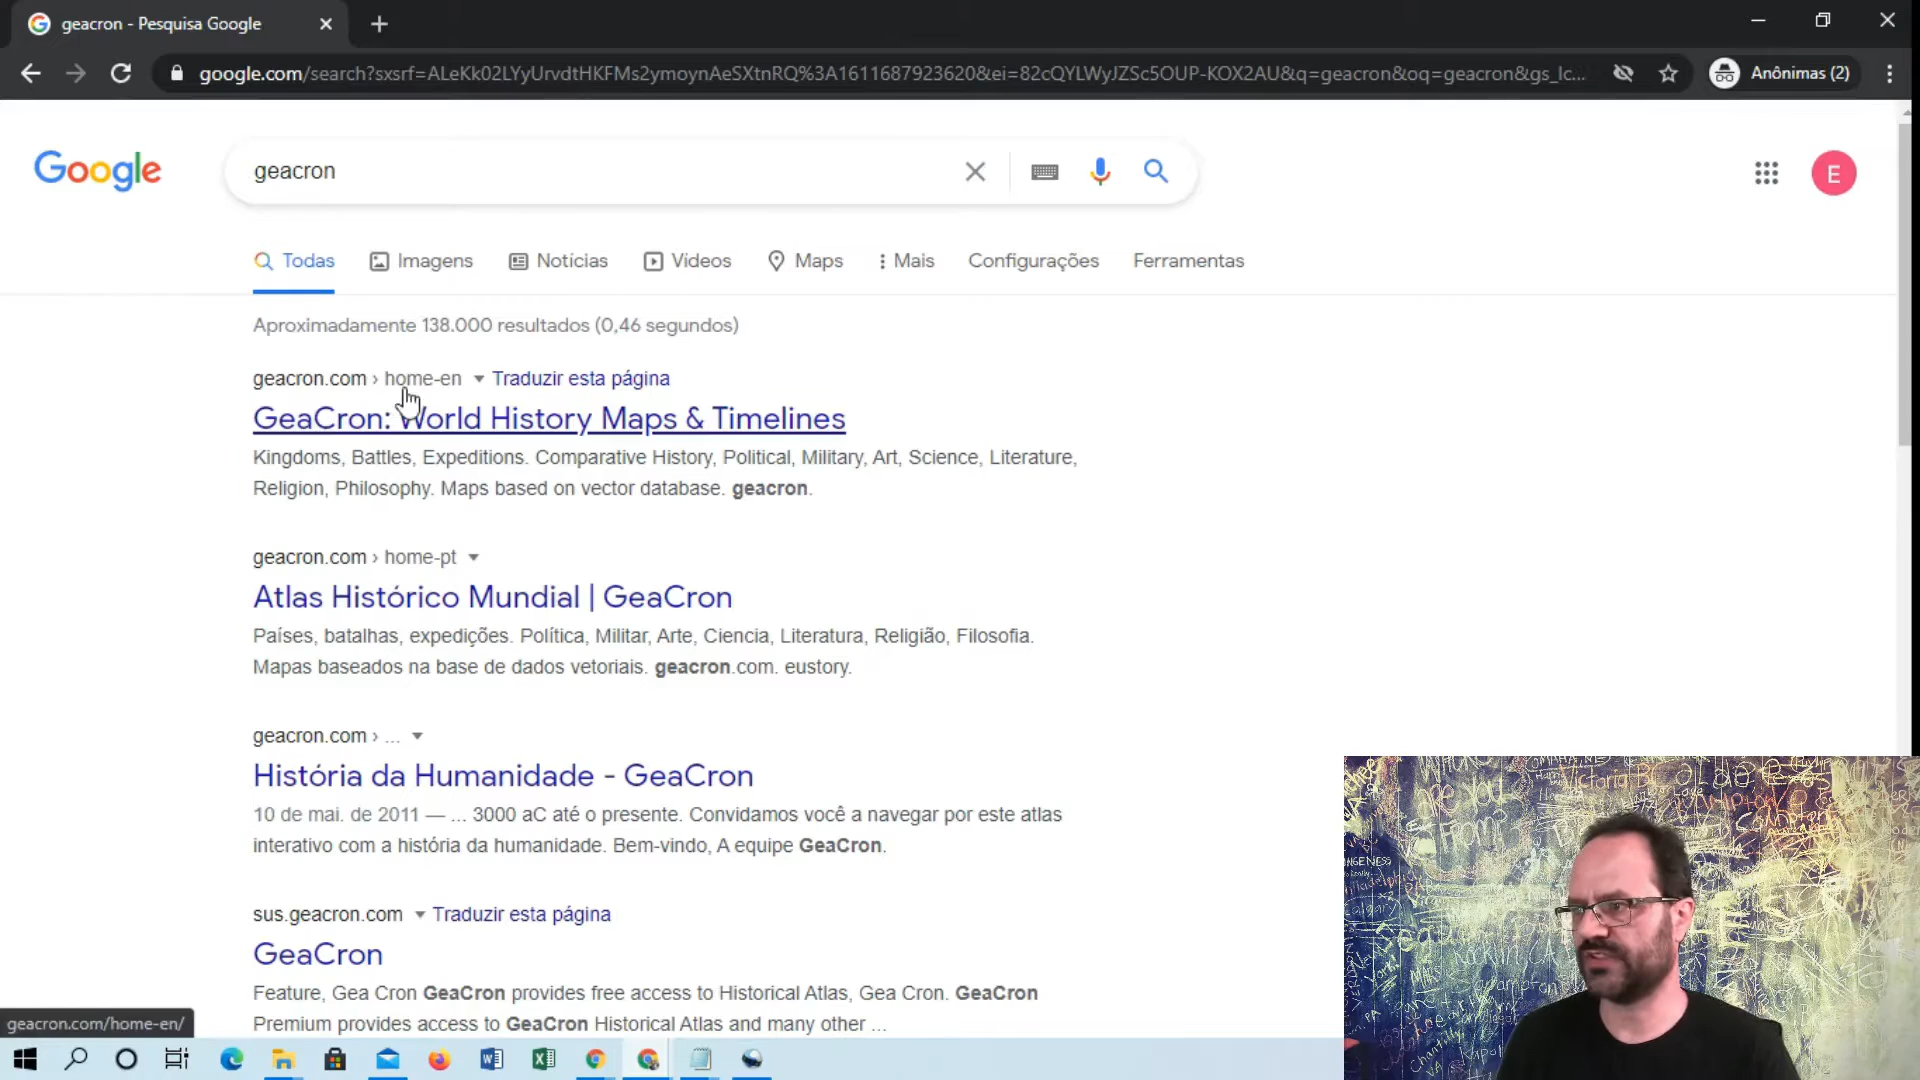 geacron - Pesquisa Google
google.com/search?sxsrf=ALeKk02LYyUrvdtHKFMs2ymoynAeSXtnRQ%3A1611687923620&ei=82cQYLWyJZSc5OUP-KOX2AU&q=geacron&oq=geacron&gs_lc...
Anônimas (2)
Google
geacron
E
Todas Imagens Notícias Vídeos Maps Mais Configurações Ferramentas
Aproximadamente 138.000 resultados (0,46 segundos)
geacron.com › home-en Traduzir esta página
GeaCron: World History Maps & Timelines
Kingdoms, Battles, Expeditions. Comparative History, Political, Military, Art, Science, Literature,
Religion, Philosophy. Maps based on vector database. geacron.
geacron.com › home-pt
Atlas Histórico Mundial | GeaCron
Países, batalhas, expedições. Política, Militar, Arte, Ciencia, Literatura, Religião, Filosofia.
Mapas baseados na base de dados vetoriais. geacron.com. eustory.
geacron.com › ...
História da Humanidade - GeaCron
10 de mai. de 2011 — ... 3000 aC até o presente. Convidamos você a navegar por este atlas
interativo com a história da humanidade. Bem-vindo, A equipe GeaCron.
sus.geacron.com Traduzir esta página
GeaCron
Feature, Gea Cron GeaCron provides free access to Historical Atlas, Gea Cron. GeaCron
Premium provides access to GeaCron Historical Atlas and many other ...
geacron.com/home-en/